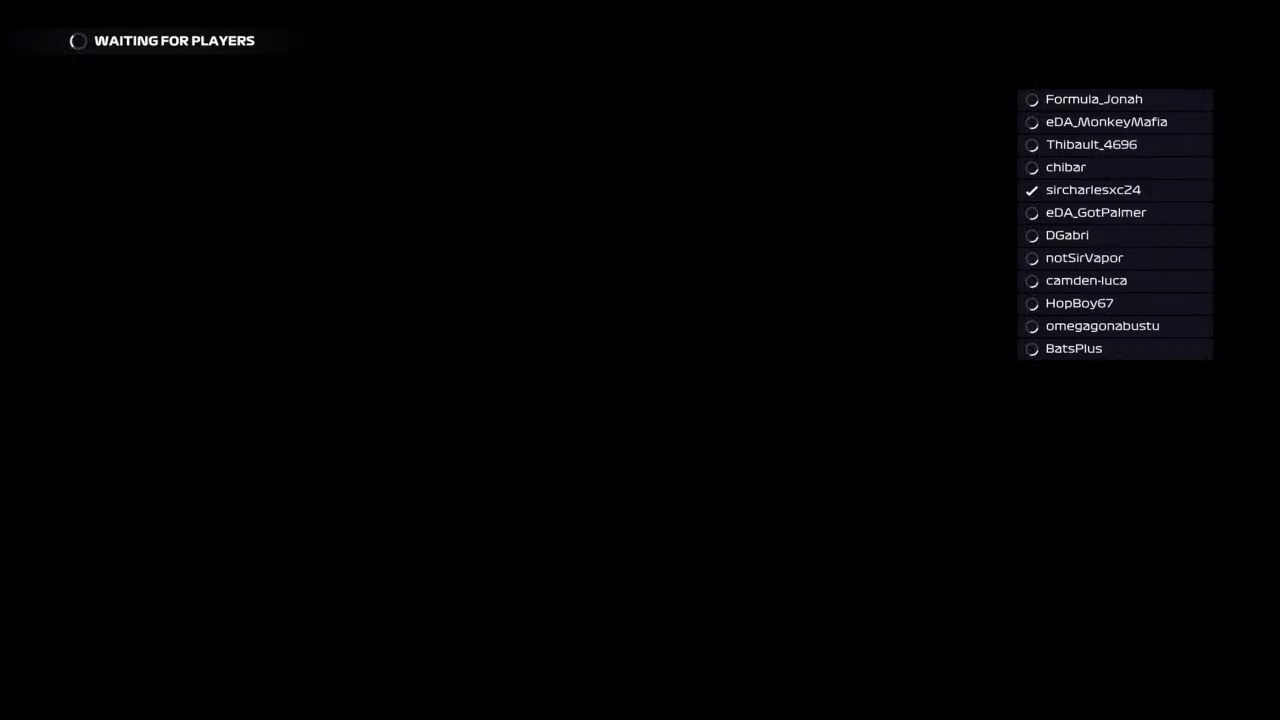 WAITING FOR PLAYERS
Formula_Jonah
eDA_MonkeyMafia
Thibault_4696
chibar
sircharlesxc24
eDA_GotPalmer
DGabri
notSirVapor
camden-luca
HopBoy67
omegagonabustu
BatsPlus